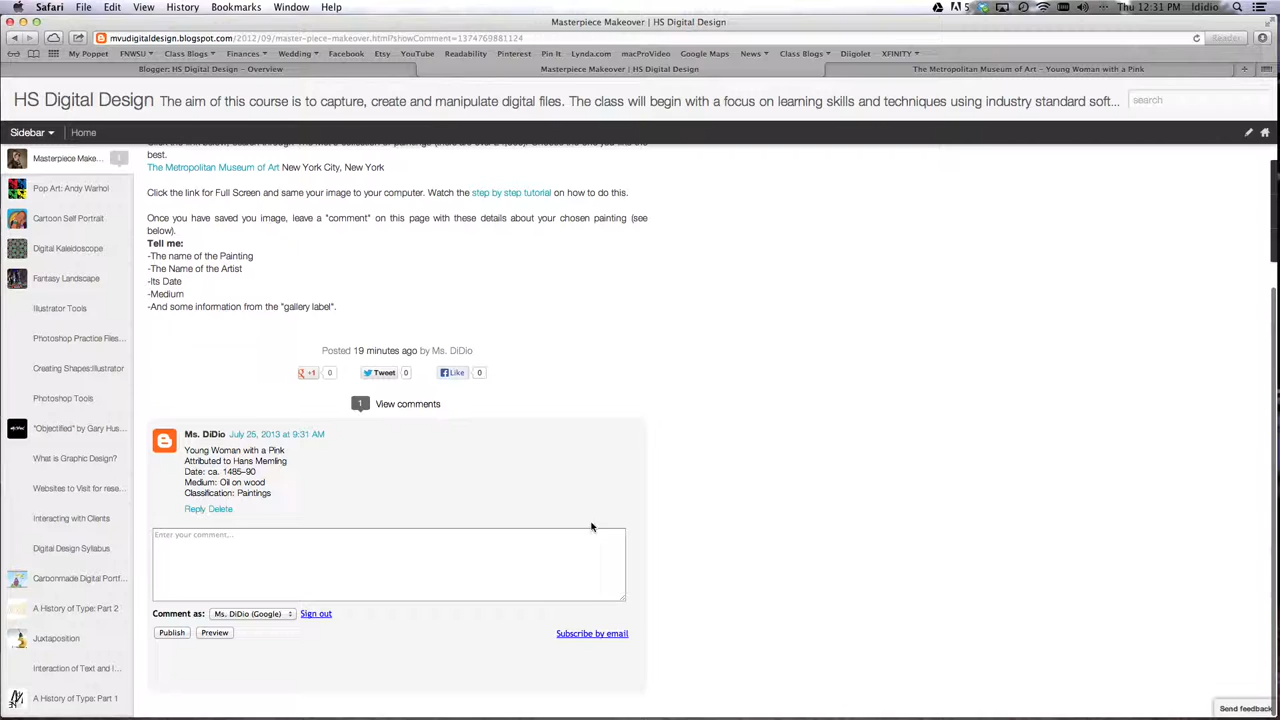 Safari File Edit View History Bookmarks Window Help
5 Thu 12:31 PM ldidio
Masterpiece Makeover | HS Digital Design
mvudigitaldesign.blogspot.com/2012/09/master-piece-makeover.html?showComment=1374769881124 Reader
My Poppet FNWSU Class Blogs Finances Wedding Facebook Etsy YouTube Readability Pinterest Pin It Lynda.com macProVideo Google Maps News Class Blogs Diigolet XFINITY
Blogger: HS Digital Design - Overview
Masterpiece Makeover | HS Digital Design
The Metropolitan Museum of Art - Young Woman with a Pink
HS Digital Design The aim of this course is to capture, create and manipulate digital files. The class will begin with a focus on learning skills and techniques using industry standard soft...
search
Sidebar Home
Masterpiece Make... 1
Pop Art: Andy Warhol
Cartoon Self Portrait
Digital Kaleidoscope
Fantasy Landscape
Illustrator Tools
Photoshop Practice Files...
Creating Shapes:Illustrator
Photoshop Tools
"Objectified" by Gary Hus...
What is Graphic Design?
Websites to Visit for rese...
Interacting with Clients
Digital Design Syllabus
Carbonmade Digital Portf...
A History of Type: Part 2
Juxtaposition
Interaction of Text and I...
A History of Type: Part 1
best.
The Metropolitan Museum of Art New York City, New York
Click the link for Full Screen and same your image to your computer. Watch the step by step tutorial on how to do this.
Once you have saved you image, leave a "comment" on this page with these details about your chosen painting (see
below).
Tell me:
-The name of the Painting
-The Name of the Artist
-Its Date
-Medium
-And some information from the "gallery label".
Posted 19 minutes ago by Ms. DiDio
+1 0 Tweet 0 Like 0
1 View comments
Ms. DiDio July 25, 2013 at 9:31 AM
Young Woman with a Pink
Attributed to Hans Memling
Date: ca. 1485–90
Medium: Oil on wood
Classification: Paintings
Reply Delete
Enter your comment...
Comment as: Ms. DiDio (Google) Sign out
Publish Preview Subscribe by email
Send feedback